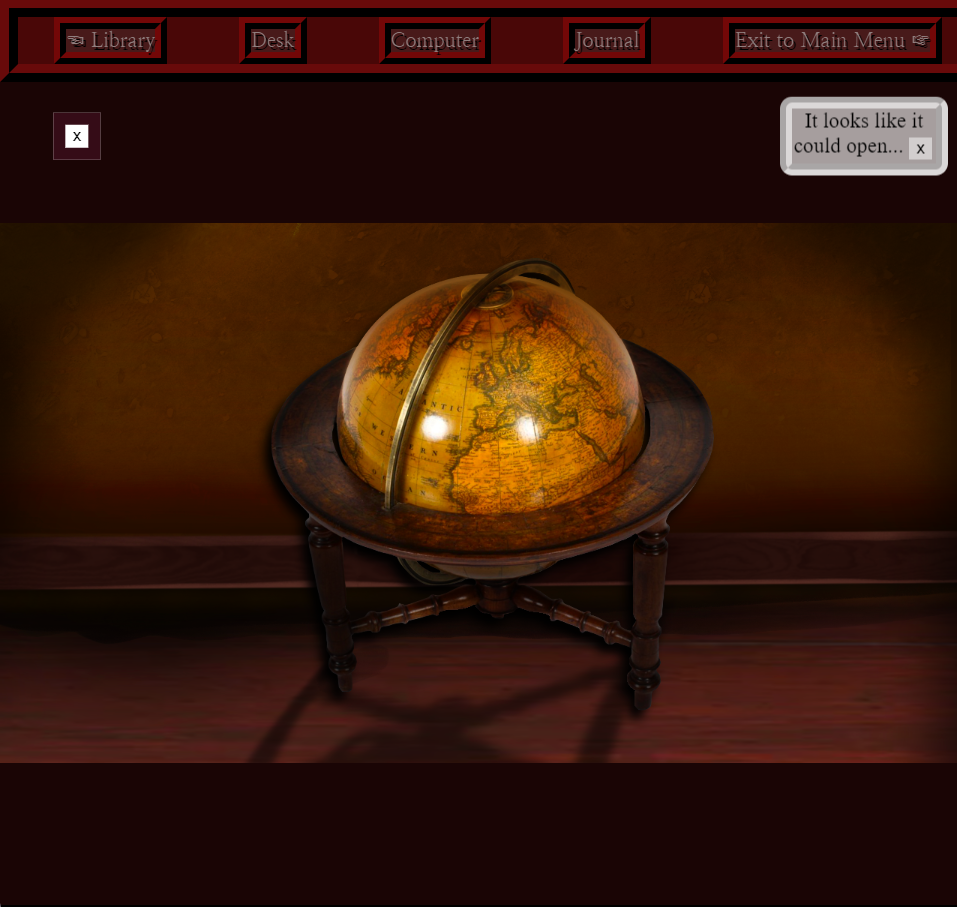 ☜ Library
Desk
Computer
Journal
Exit to Main Menu ☞
x
It looks like it
could open... x